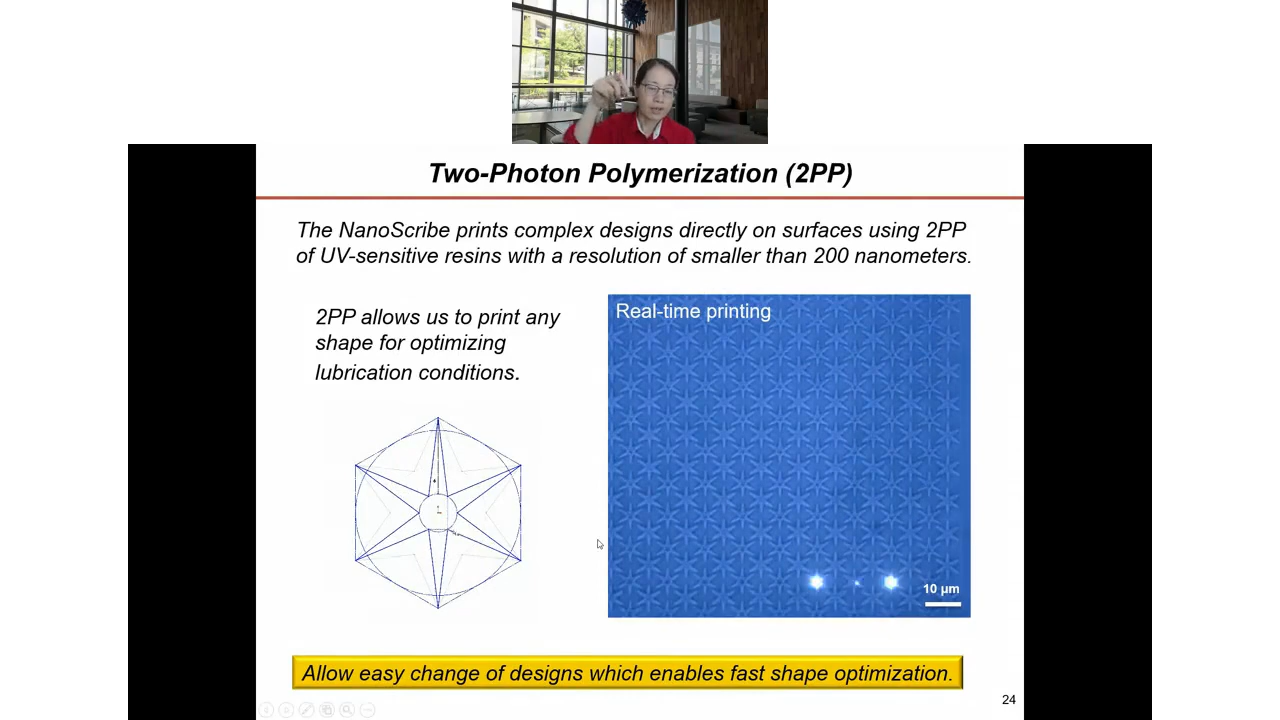 Two-Photon Polymerization (2PP)
The NanoScribe prints complex designs directly on surfaces using 2PP
of UV-sensitive resins with a resolution of smaller than 200 nanometers.
2PP allows us to print any
shape for optimizing
lubrication conditions.
Real-time printing
10 µm
Allow easy change of designs which enables fast shape optimization.
24